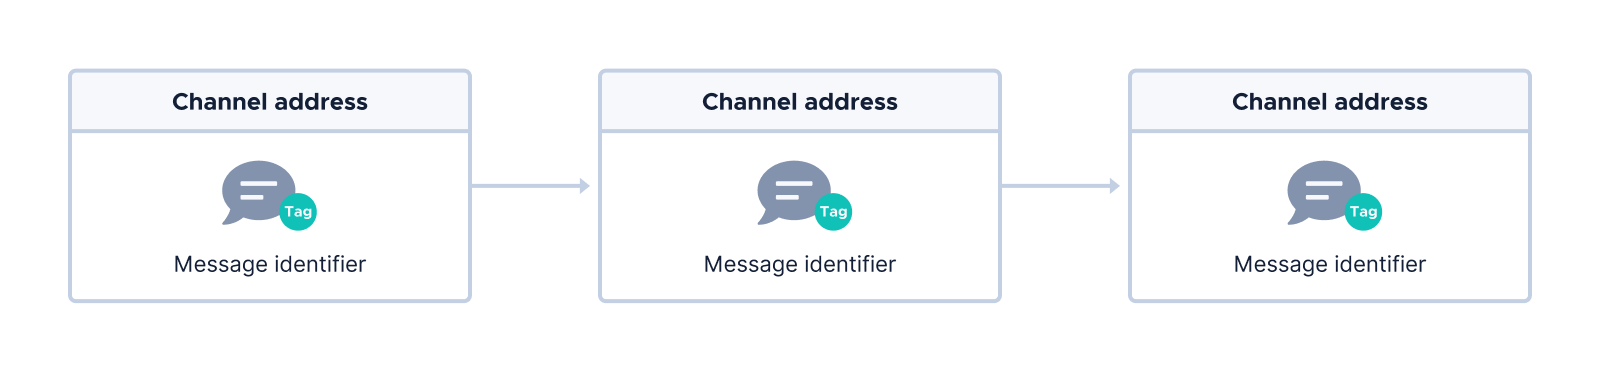 Channel address
Tag
Message identifier
Channel address
Tag
Message identifier
Channel address
Tag
Message identifier